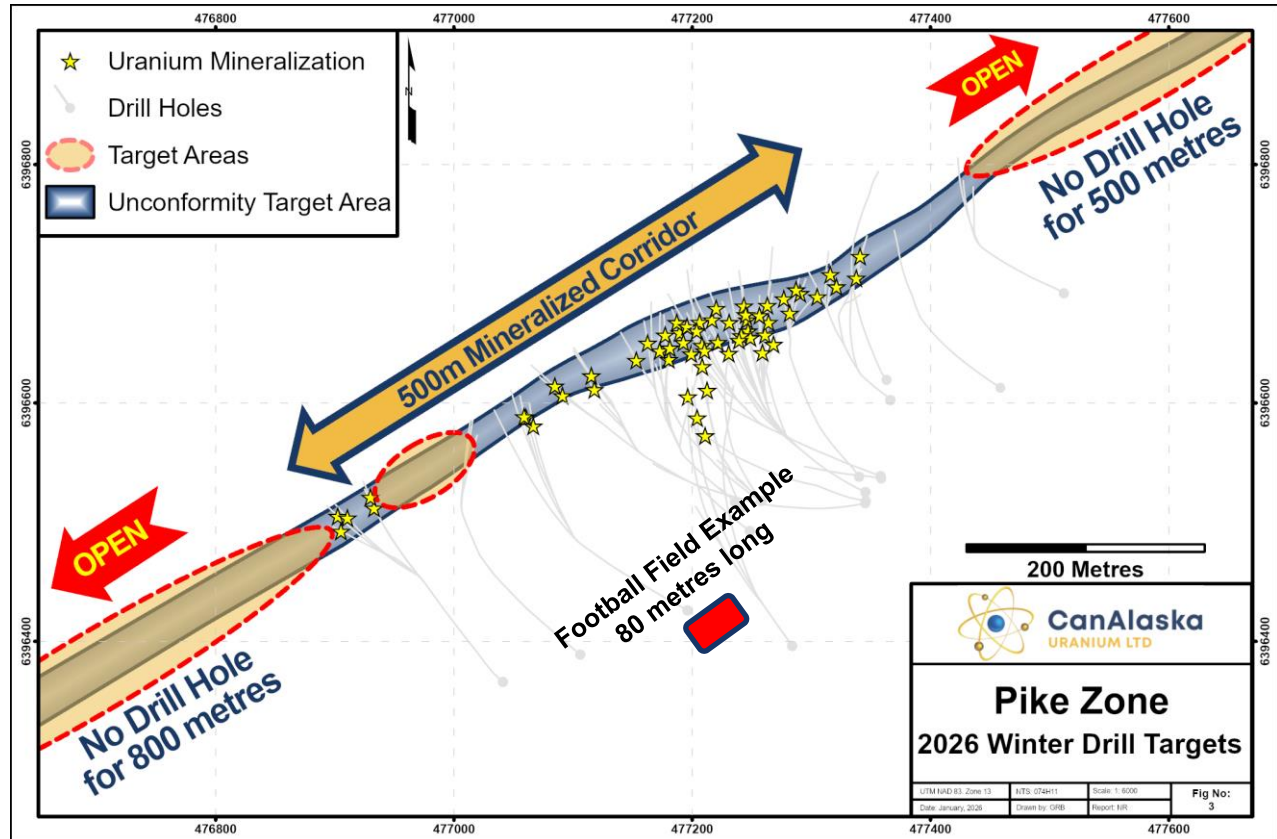 476800
477000
477200
477400
477600
Uranium Mineralization
Drill Holes
Target Areas
Unconformity Target Area
N
OPEN
No Drill Hole
for 500 metres
500m Mineralized Corridor
6396800
6396800
6396600
6396600
6396400
6396400
OPEN
No Drill Hole
for 800 metres
Football Field Example
80 metres long
200 Metres
CanAlaska
URANIUM LTD
Pike Zone
2026 Winter Drill Targets
UTM NAD 83. Zone 13
NTS: 074H11
Scale: 1: 6000
Fig No:
3
Date: January, 2026
Drawn by: GRB
Report: NR
476800
477000
477200
477400
477600